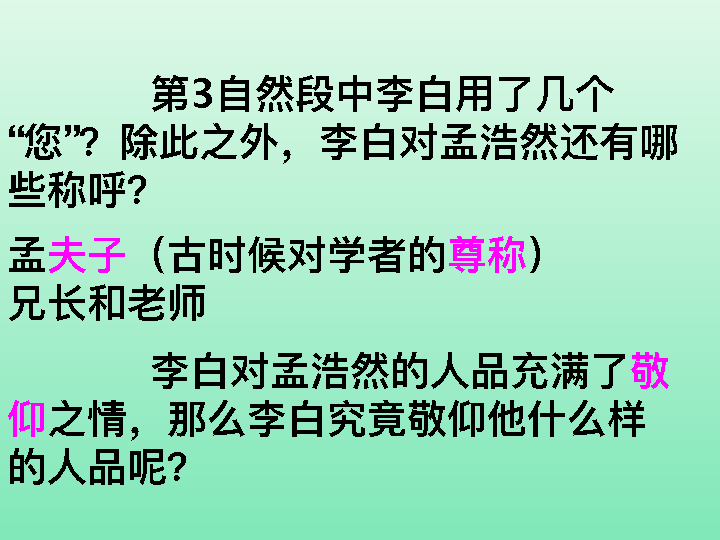 第3自然段中李白用了几个
“您”？除此之外，李白对孟浩然还有哪
些称呼？
孟夫子（古时候对学者的尊称）
兄长和老师
李白对孟浩然的人品充满了敬
仰之情，那么李白究竟敬仰他什么样
的人品呢？